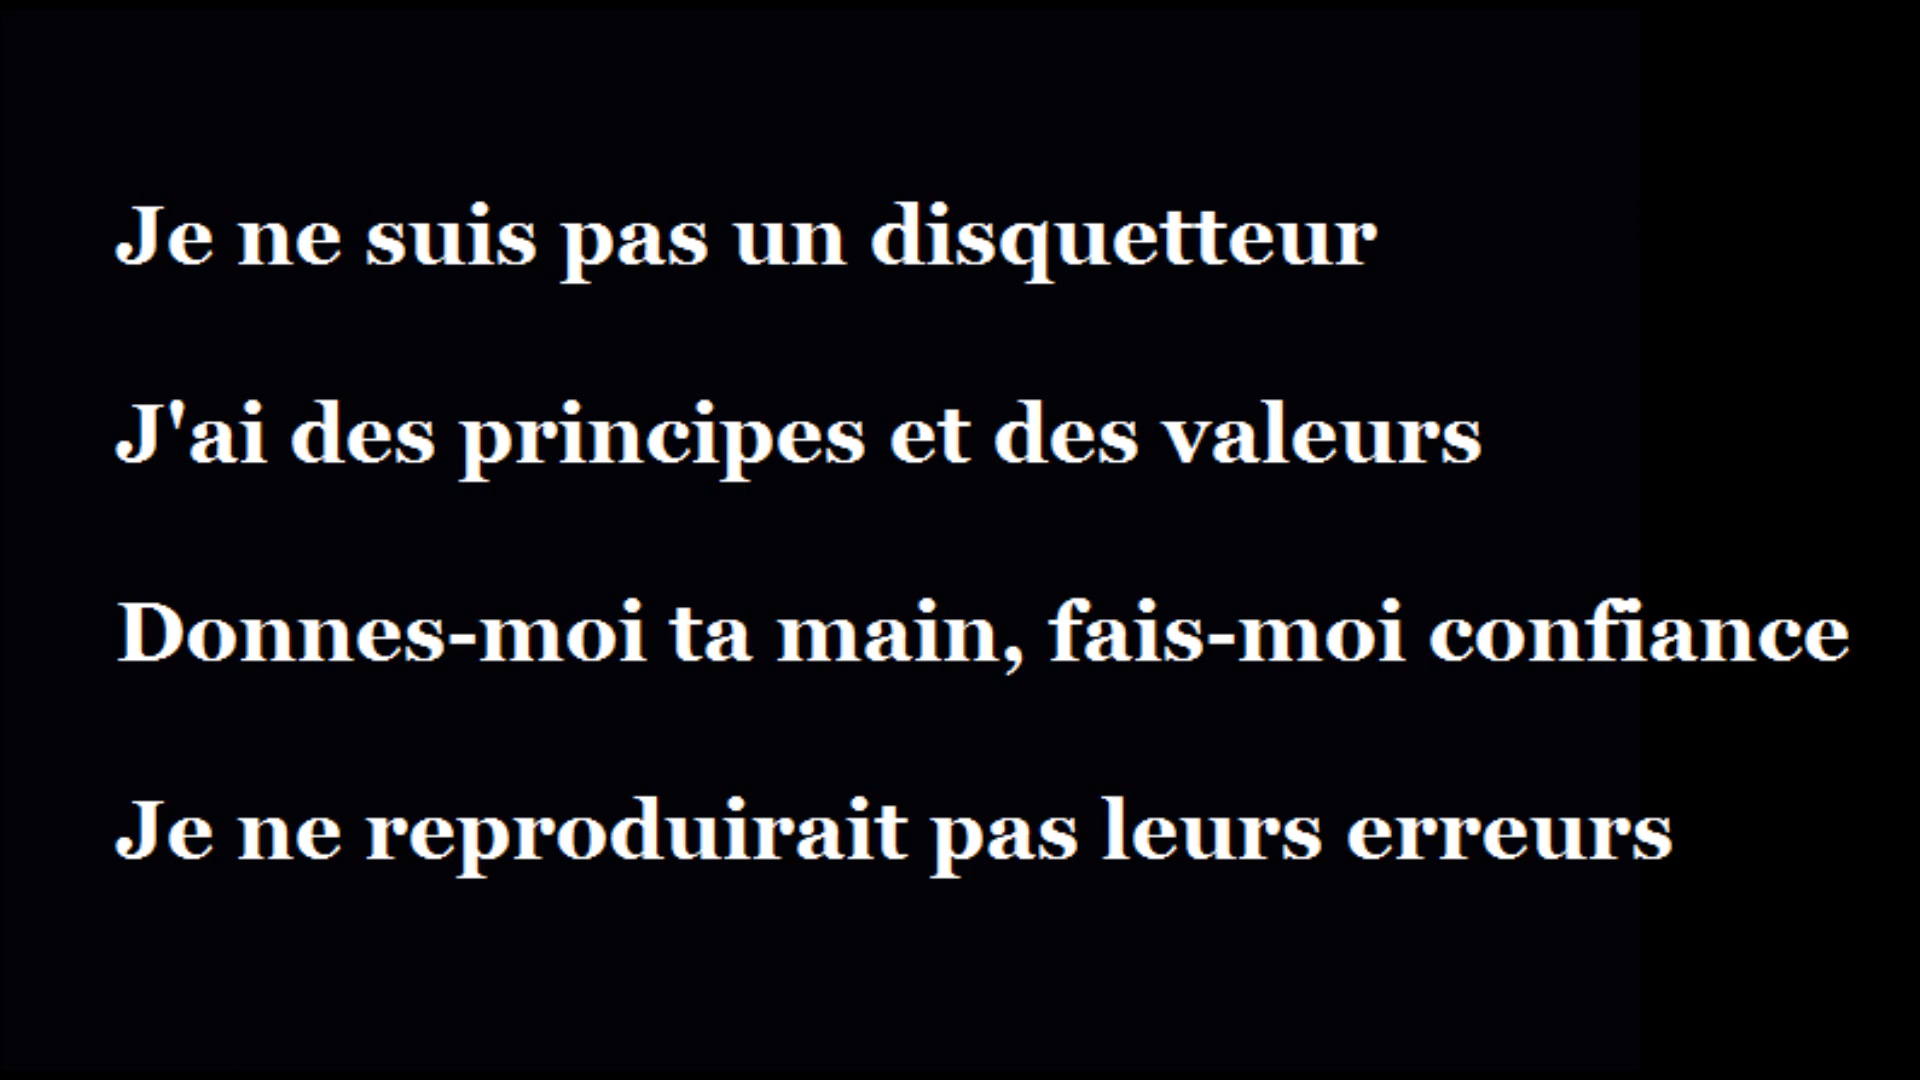 Je ne suis pas un disquetteur
J'ai des principes et des valeurs
Donnes-moi ta main, fais-moi confiance
Je ne reproduirait pas leurs erreurs